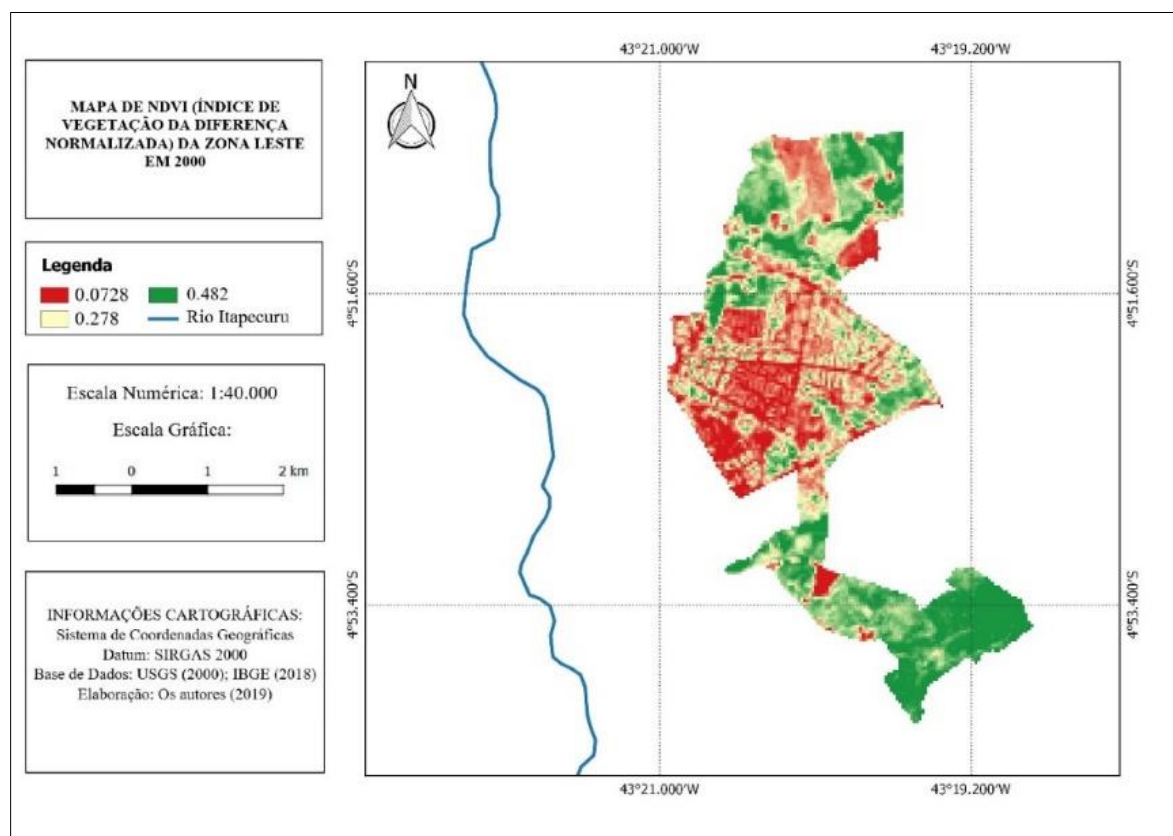 MAPA DE NDVI (ÍNDICE DE
VEGETAÇÃO DA DIFERENÇA
NORMALIZADA) DA ZONA LESTE
EM 2000
Legenda
0.0728
0.482
0.278
Rio Itapecuru
Escala Numérica: 1:40.000
Escala Gráfica:
1 0 1 2 km
INFORMAÇÕES CARTOGRÁFICAS:
Sistema de Coordenadas Geográficas
Datum: SIRGAS 2000
Base de Dados: USGS (2000); IBGE (2018)
Elaboração: Os autores (2019)
N
43°21.000'W
43°19.200'W
4°51.600'S
4°51.600'S
4°53.400'S
4°53.400'S
43°21.000'W
43°19.200'W